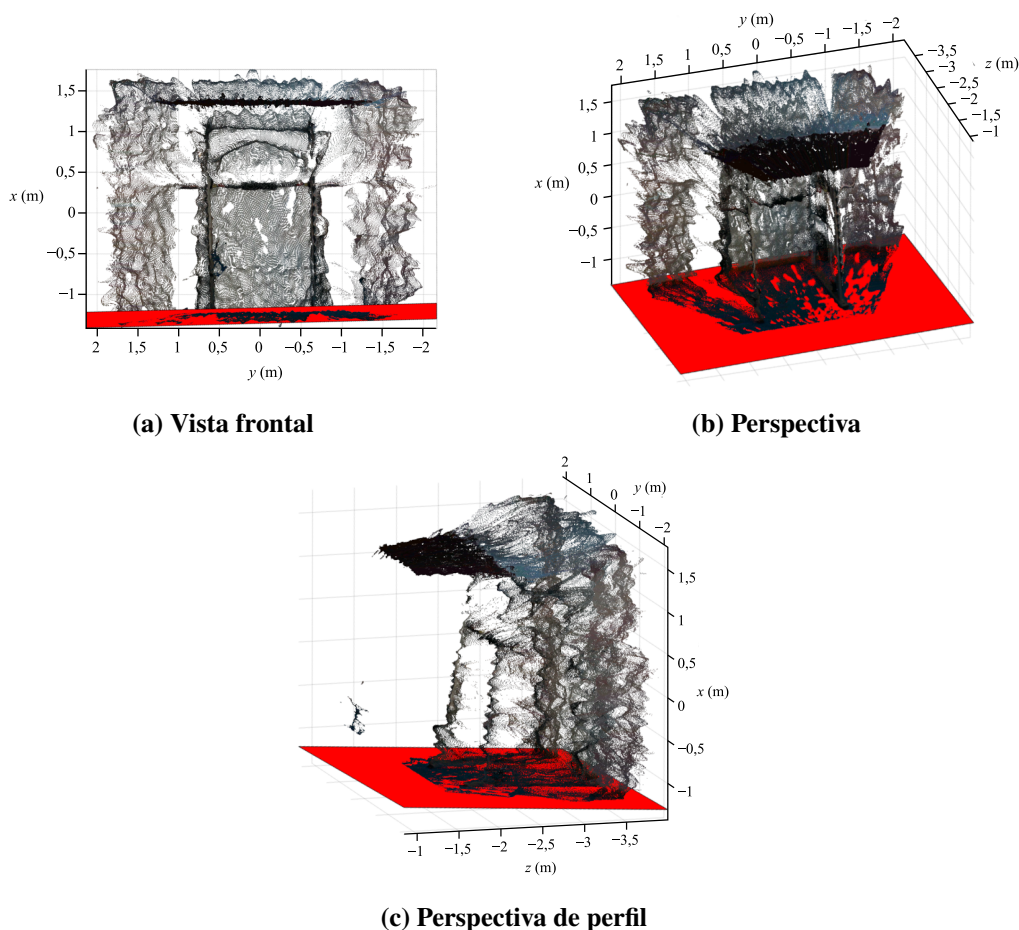 1,5
1
0,5
x (m)
0
−0,5
−1
2 1,5 1 0,5 0 −0,5 −1 −1,5 −2
y (m)
(a) Vista frontal
y (m)
2 1,5 1 0,5 0 −0,5 −1 −1,5 −2
−3,5
−3
−2,5
−2
−1,5
−1
z (m)
1,5
1
0,5
x (m)
0
−0,5
−1
(b) Perspectiva
2
1
0
−1
−2
y (m)
1,5
1
0,5
x (m)
0
−0,5
−1
−1 −1,5 −2 −2,5 −3 −3,5
z (m)
(c) Perspectiva de perfil